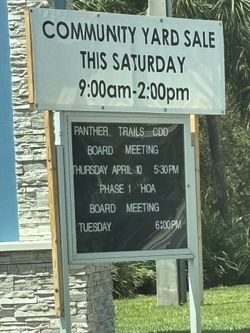 COMMUNITY YARD SALE
THIS SATURDAY
9:00am-2:00pm
PANTHER TRAILS CDD
BOARD MEETING
THURSDAY APRIL 10 5:30PM
PHASE 1 HOA
BOARD MEETING
TUESDAY 6:00PM